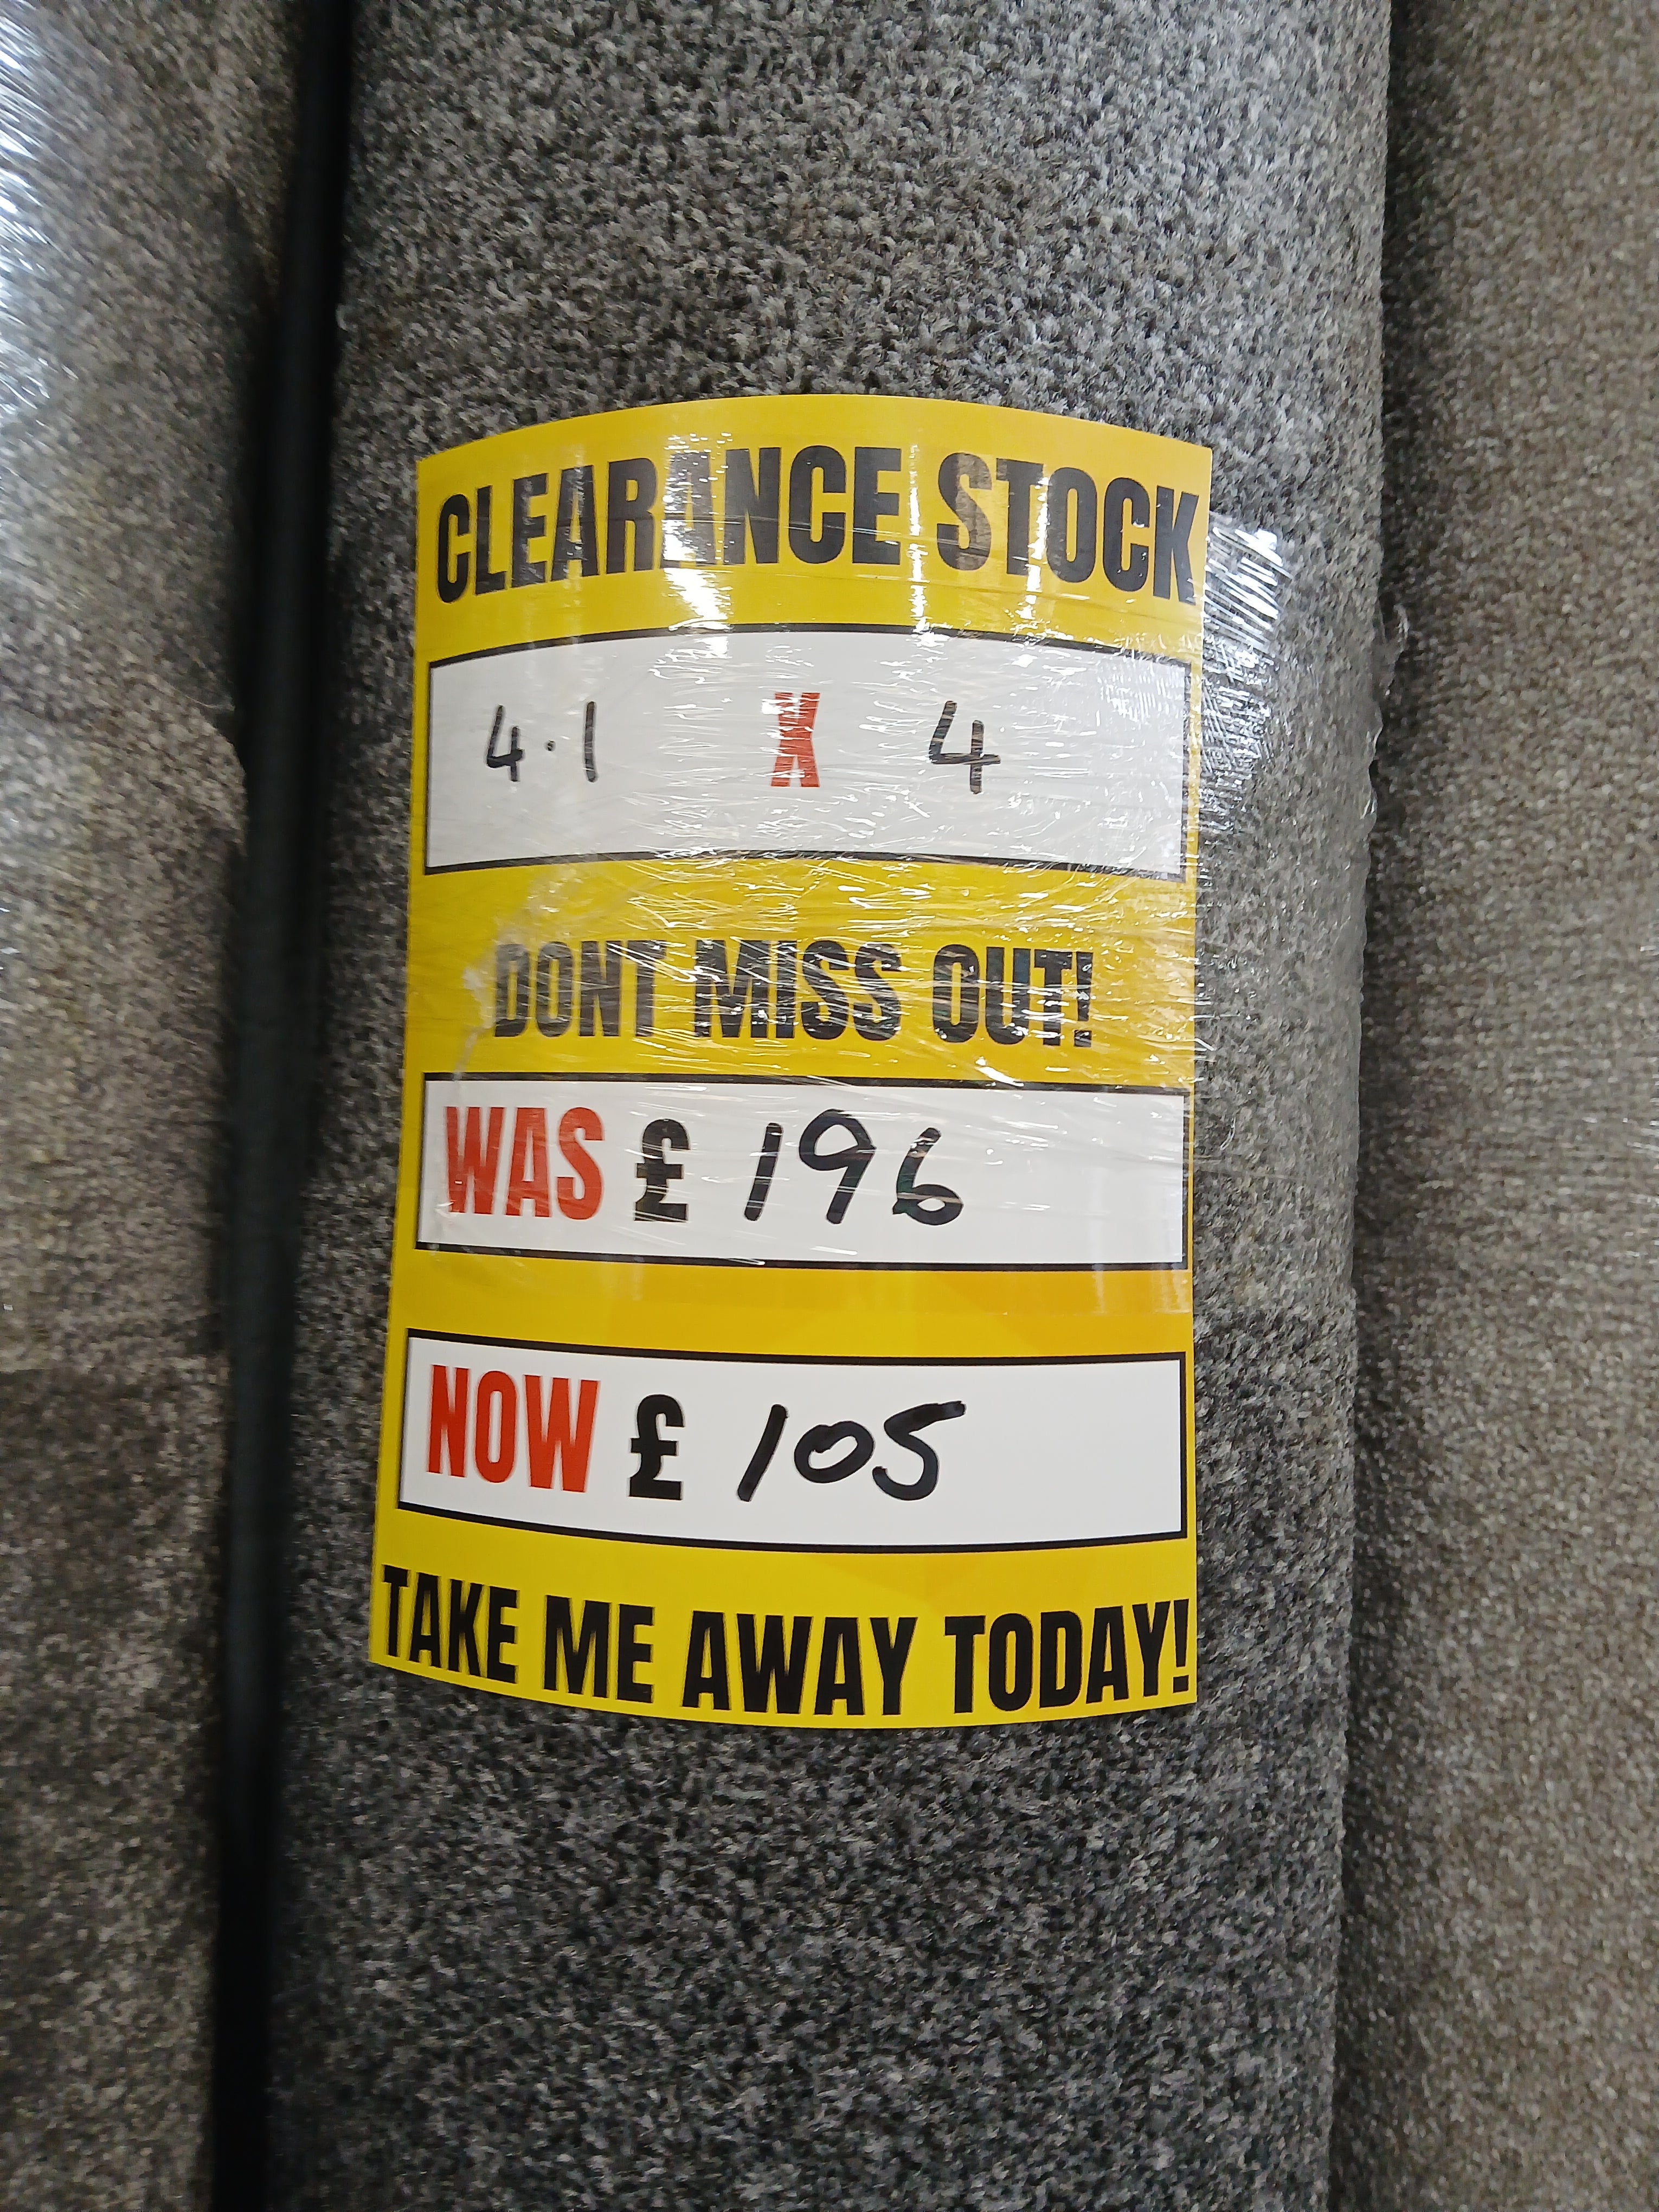 CLEARANCE STOCK
4.1 X 4
DONT MISS OUT!
WAS £ 196
NOW £ 105
TAKE ME AWAY TODAY!